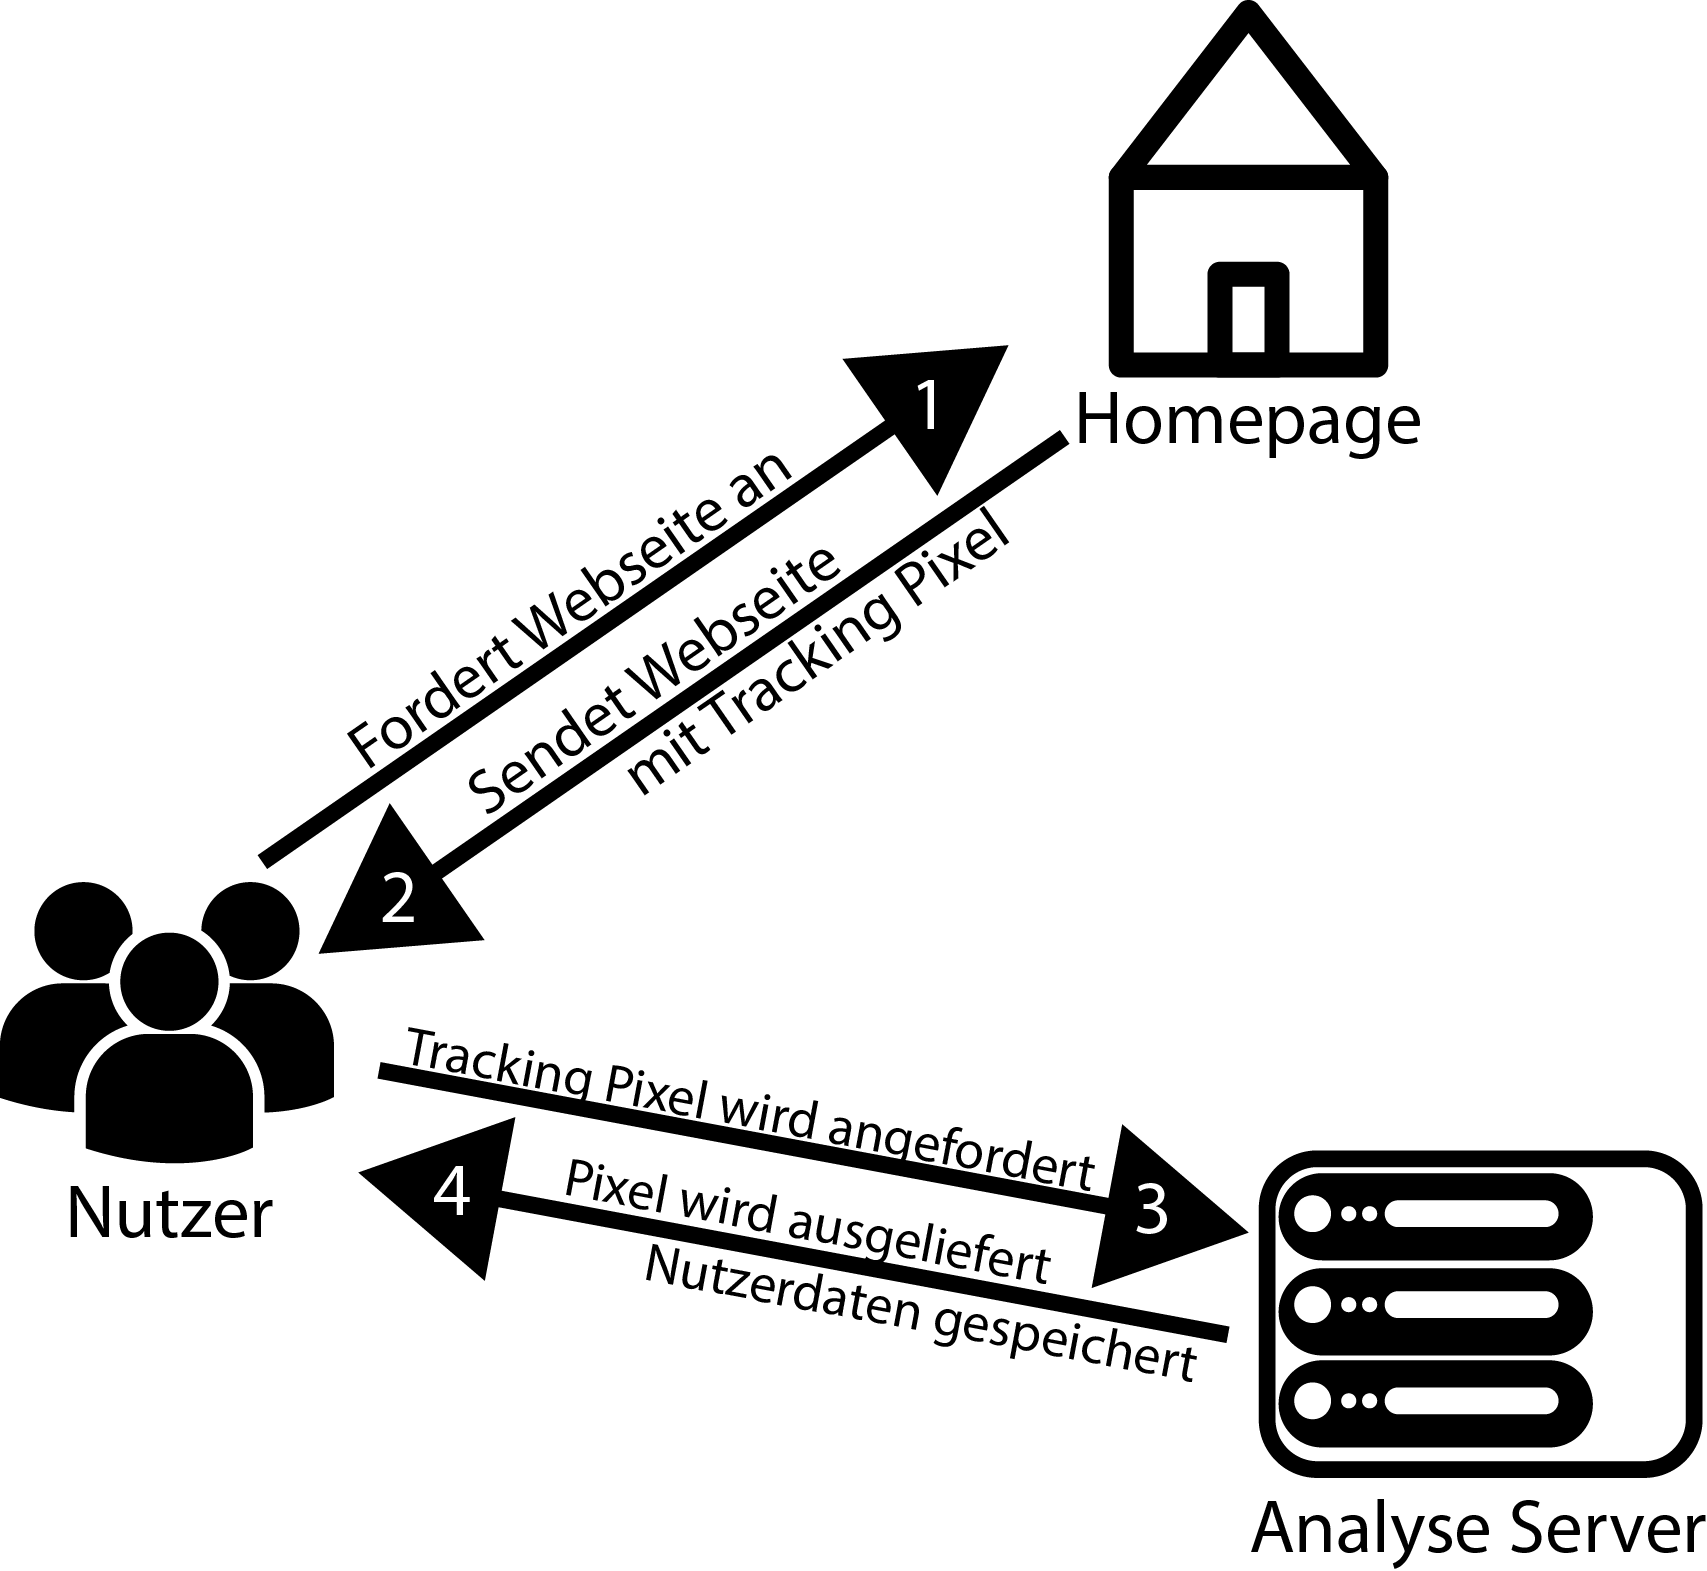 Homepage
1
Fordert Webseite an
Sendet Webseite
mit Tracking Pixel
2
Nutzer
Tracking Pixel wird angefordert
3
4
Pixel wird ausgeliefert
Nutzerdaten gespeichert
Analyse Server